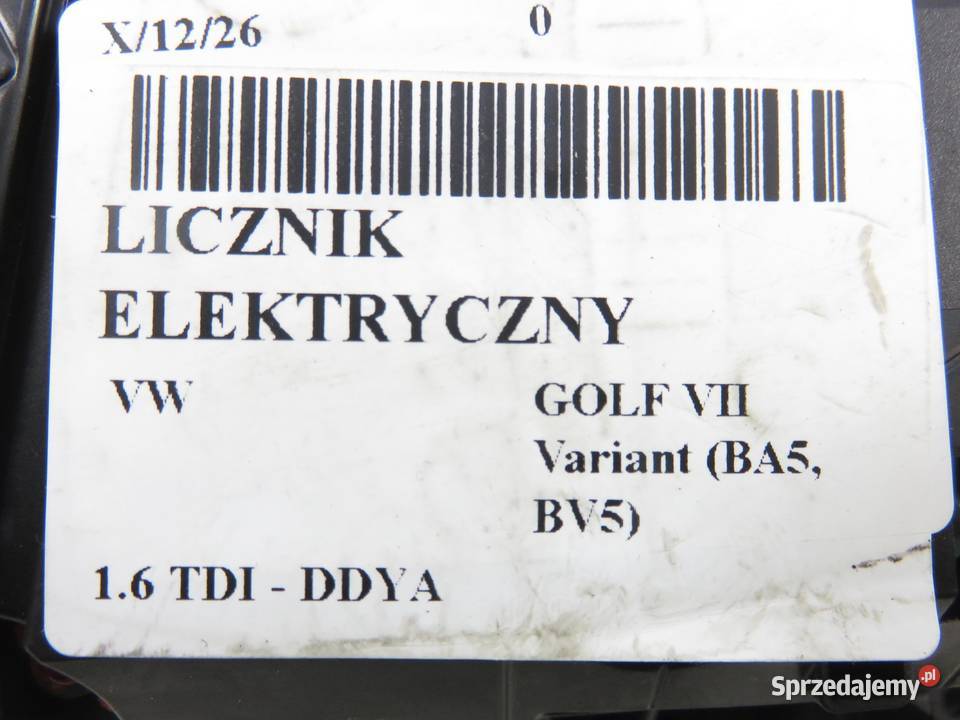 X/12/26 0
LICZNIK
ELEKTRYCZNY
VW GOLF VII
Variant (BA5,
BV5)
1.6 TDI - DDYA
Sprzedajemy.pl